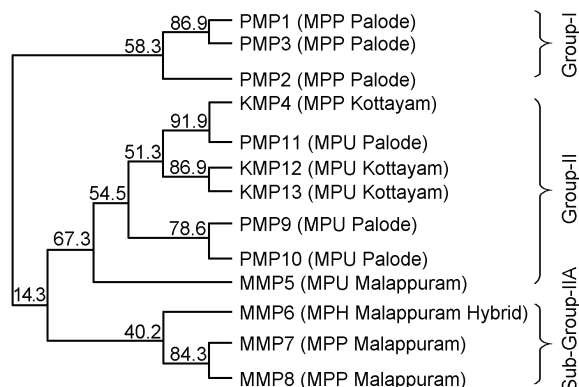 86.9 PMP1 (MPP Palode)
PMP3 (MPP Palode)
58.3
PMP2 (MPP Palode)
Group-I
KMP4 (MPP Kottayam)
91.9
PMP11 (MPU Palode)
51.3
KMP12 (MPU Kottayam)
86.9
KMP13 (MPU Kottayam)
54.5
PMP9 (MPU Palode)
78.6
PMP10 (MPU Palode)
67.3
MMP5 (MPU Malappuram)
Group-II
14.3
MMP6 (MPH Malappuram Hybrid)
40.2
MMP7 (MPP Malappuram)
84.3
MMP8 (MPP Malappuram)
Sub-Group-IIA